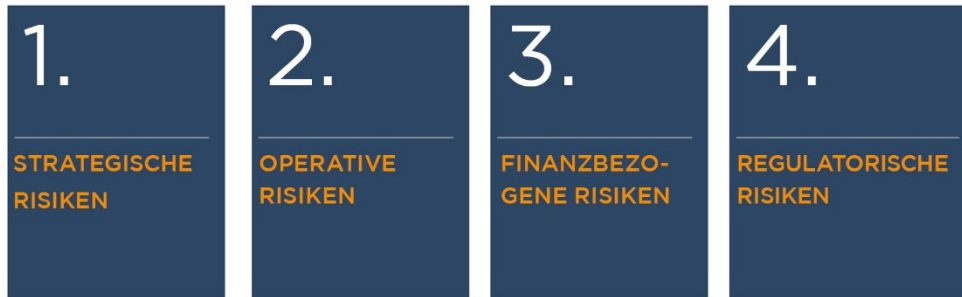 1.
STRATEGISCHE
RISIKEN
2.
OPERATIVE
RISIKEN
3.
FINANZBEZO-
GENE RISIKEN
4.
REGULATORISCHE
RISIKEN